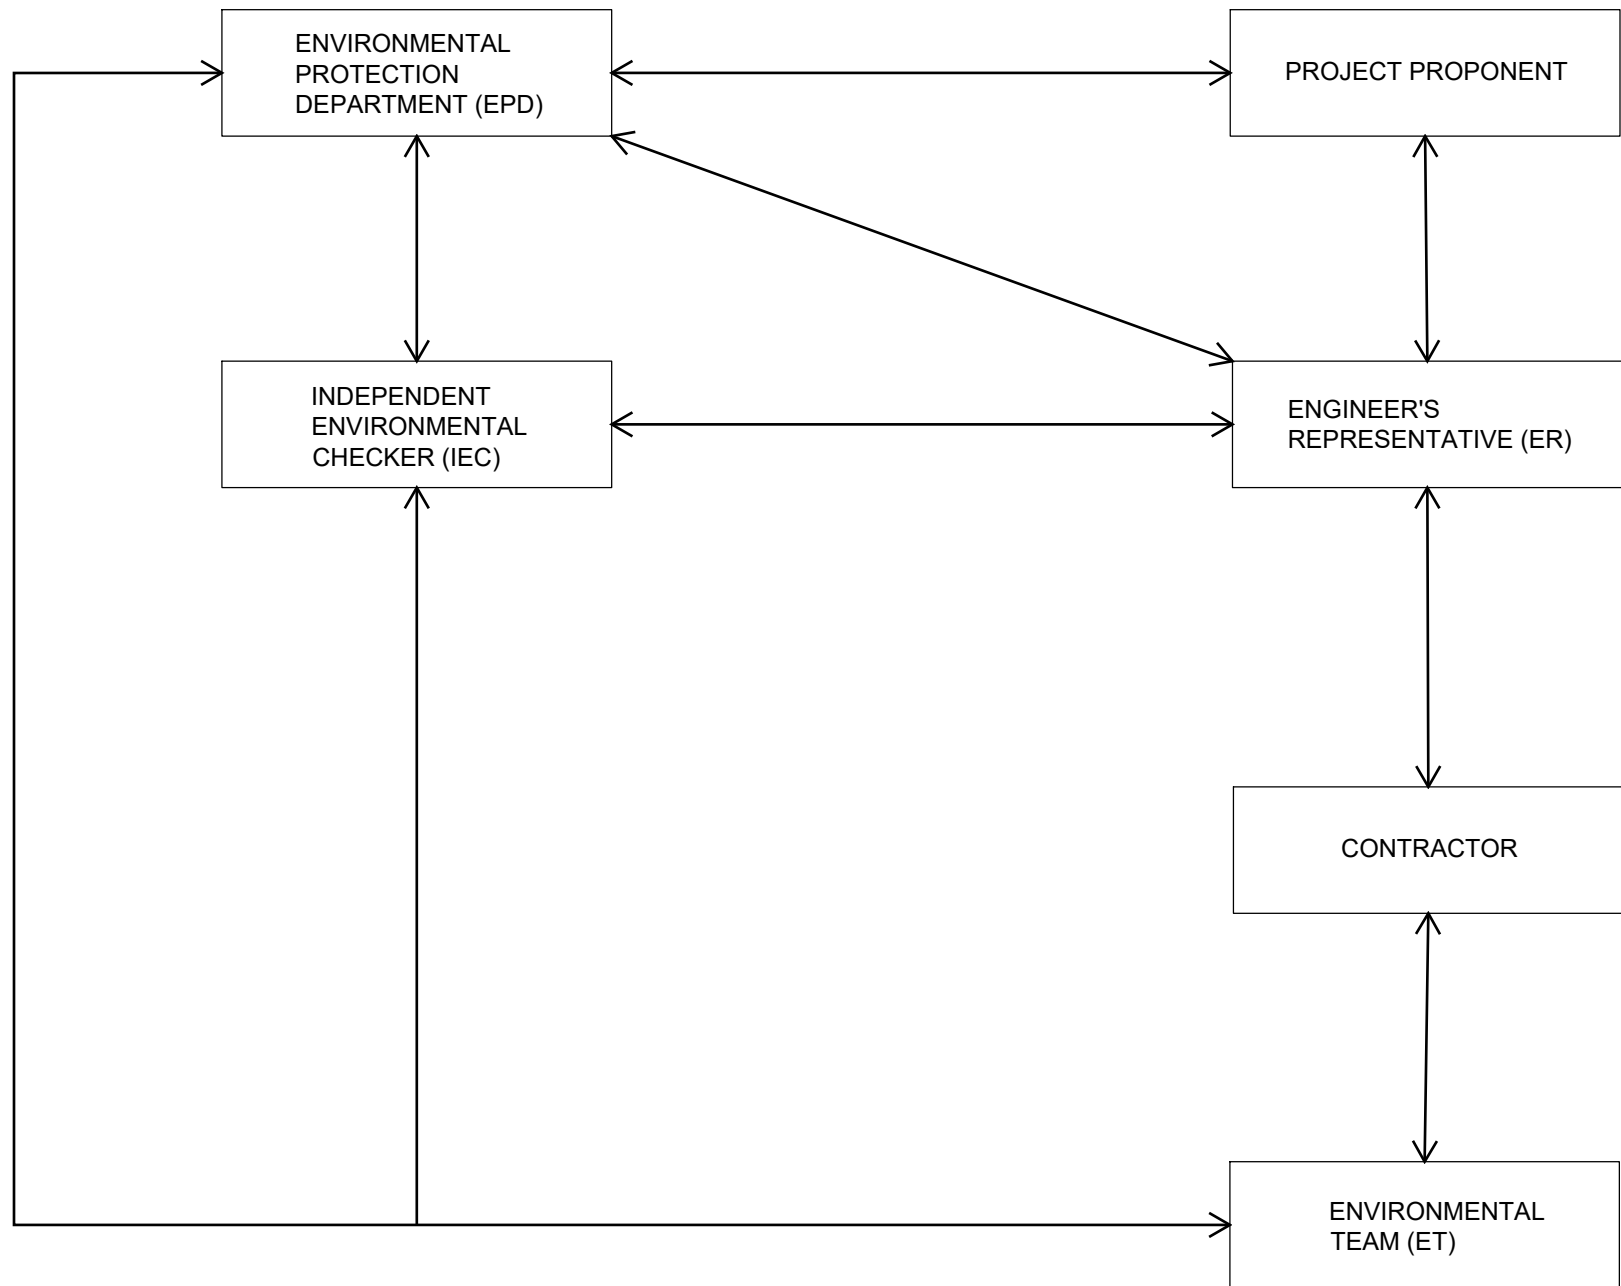 ENVIRONMENTAL
PROTECTION
DEPARTMENT (EPD)
PROJECT PROPONENT
INDEPENDENT
ENVIRONMENTAL
CHECKER (IEC)
ENGINEER'S
REPRESENTATIVE (ER)
CONTRACTOR
ENVIRONMENTAL
TEAM (ET)